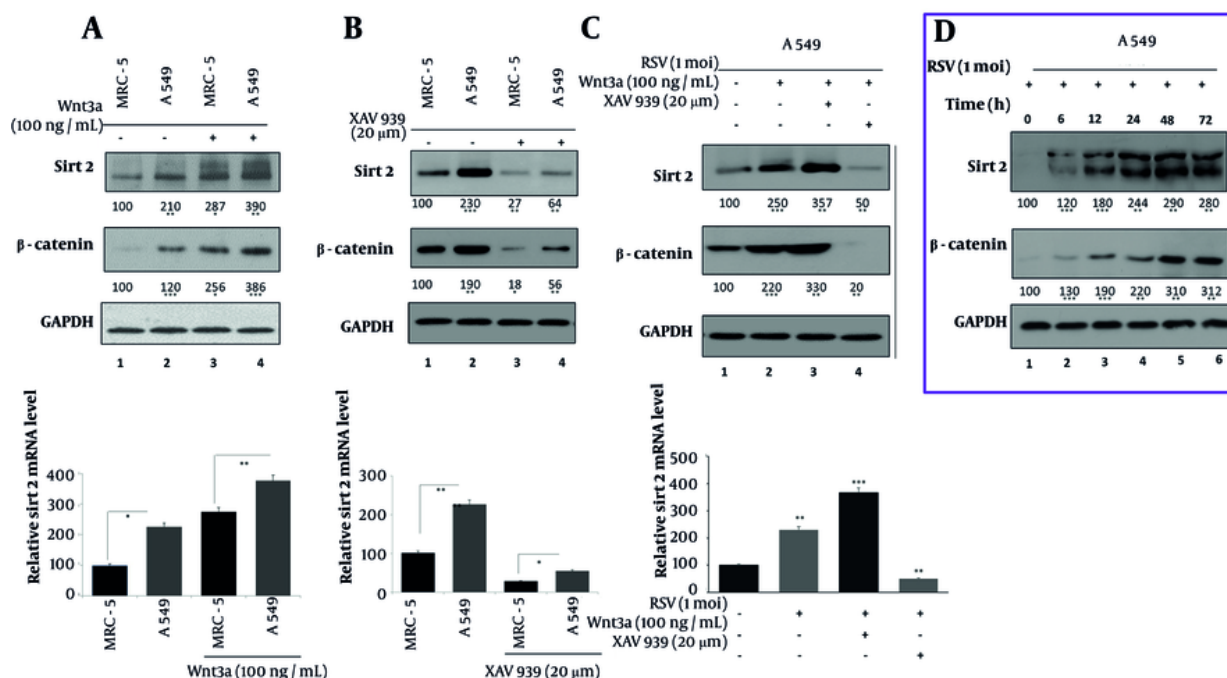 A
MRC - 5
A 549
MRC - 5
A 549
Wnt3a
(100 ng / mL)
- - + +
Sirt 2
100 210 287 390
** * **
β - catenin
100 120 256 386
*** * ***
GAPDH
1 2 3 4
Relative sirt 2 mRNA level
400
300
200
100
0
*
**
MRC - 5
A 549
MRC - 5
A 549
Wnt3a (100 ng / mL)
B
MRC - 5
A 549
MRC - 5
A 549
XAV 939
(20 µm)
- - + +
Sirt 2
100 230 27 64
*** * **
β - catenin
100 190 18 56
** * **
GAPDH
1 2 3 4
Relative sirt 2 mRNA level
300
200
100
0
**
**
*
MRC - 5
A 549
MRC - 5
A 549
XAV 939 (20 µm)
C
A 549
RSV (1 moi)
Wnt3a (100 ng / mL)
XAV 939 (20 µm)
- + + +
- - + -
- - - +
Sirt 2
100 250 357 50
*** ** **
β - catenin
100 220 330 20
*** ** **
GAPDH
1 2 3 4
Relative sirt 2 mRNA level
500
400
300
200
100
0
** *** **
RSV (1 moi)
Wnt3a (100 ng / mL)
XAV 939 (20 µm)
- + + +
- - + -
- - - +
D
A 549
RSV (1 moi)
+ + + + + +
Time (h)
0 6 12 24 48 72
Sirt 2
100 120 180 244 290 280
*** ** ** ** ***
β - catenin
100 130 190 220 310 312
*** ** ** ** **
GAPDH
1 2 3 4 5 6